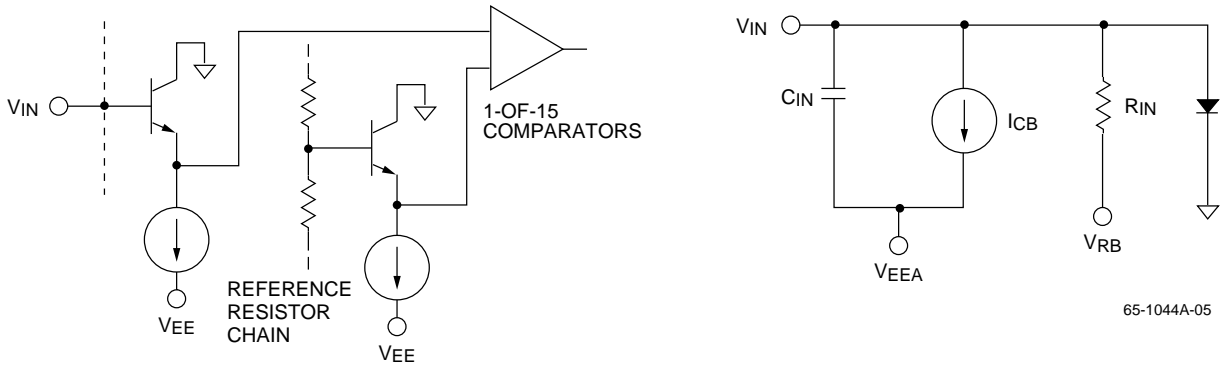 VIN
1-OF-15
COMPARATORS
REFERENCE
RESISTOR
CHAIN
VEE
VEE
VIN
CIN
ICB
RIN
VEEA
VRB
65-1044A-05